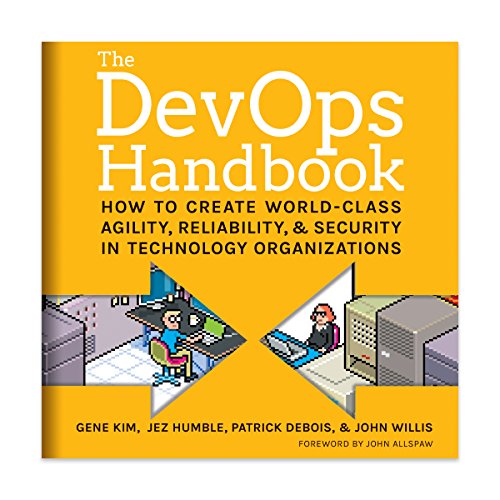 The
DevOps
Handbook
HOW TO CREATE WORLD-CLASS
AGILITY, RELIABILITY, & SECURITY
IN TECHNOLOGY ORGANIZATIONS
GENE KIM, JEZ HUMBLE, PATRICK DEBOIS, & JOHN WILLIS
FOREWORD BY JOHN ALLSPAW